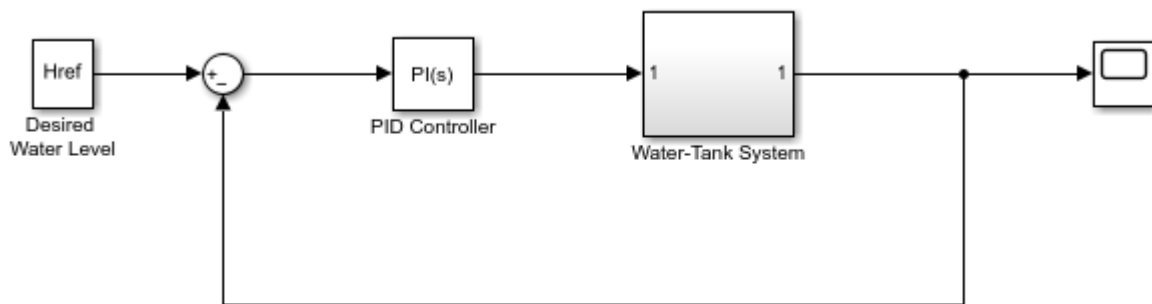 Href
Desired
Water Level
+
−
PI(s)
PID Controller
1
1
Water-Tank System